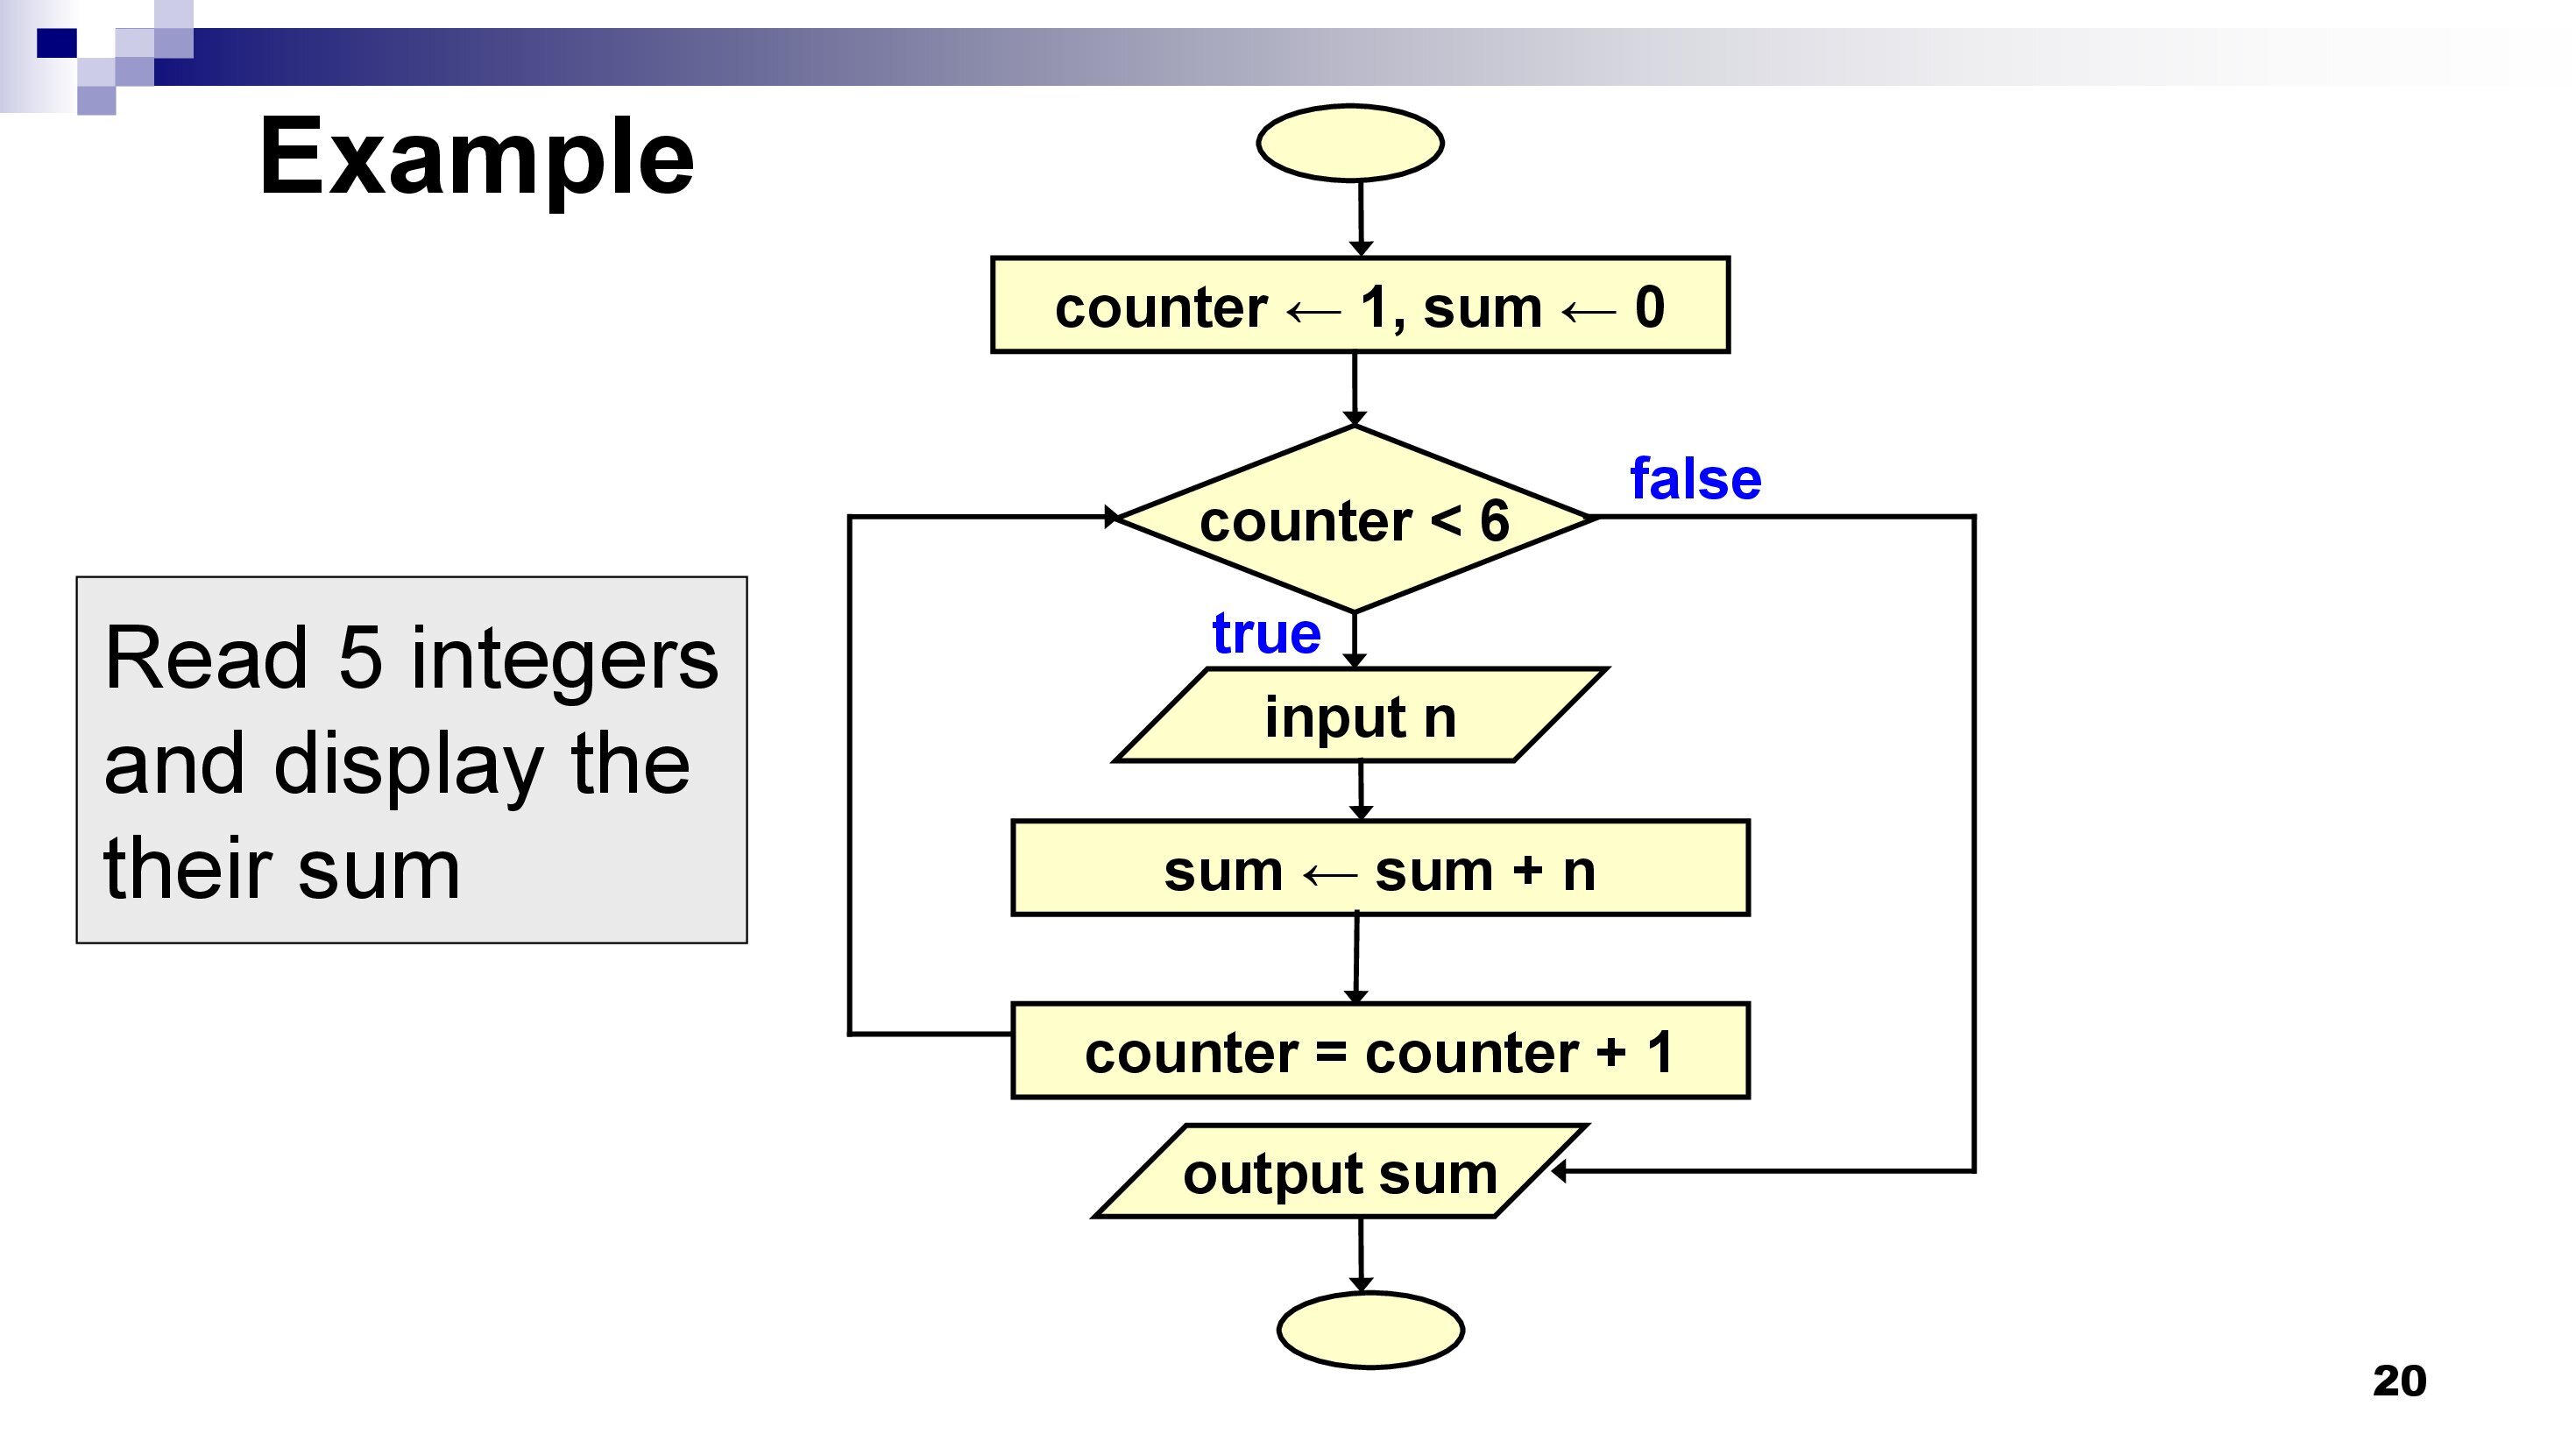 Example
counter ← 1, sum ← 0
counter < 6
false
true
input n
sum ← sum + n
counter = counter + 1
output sum
Read 5 integers
and display the
their sum
20